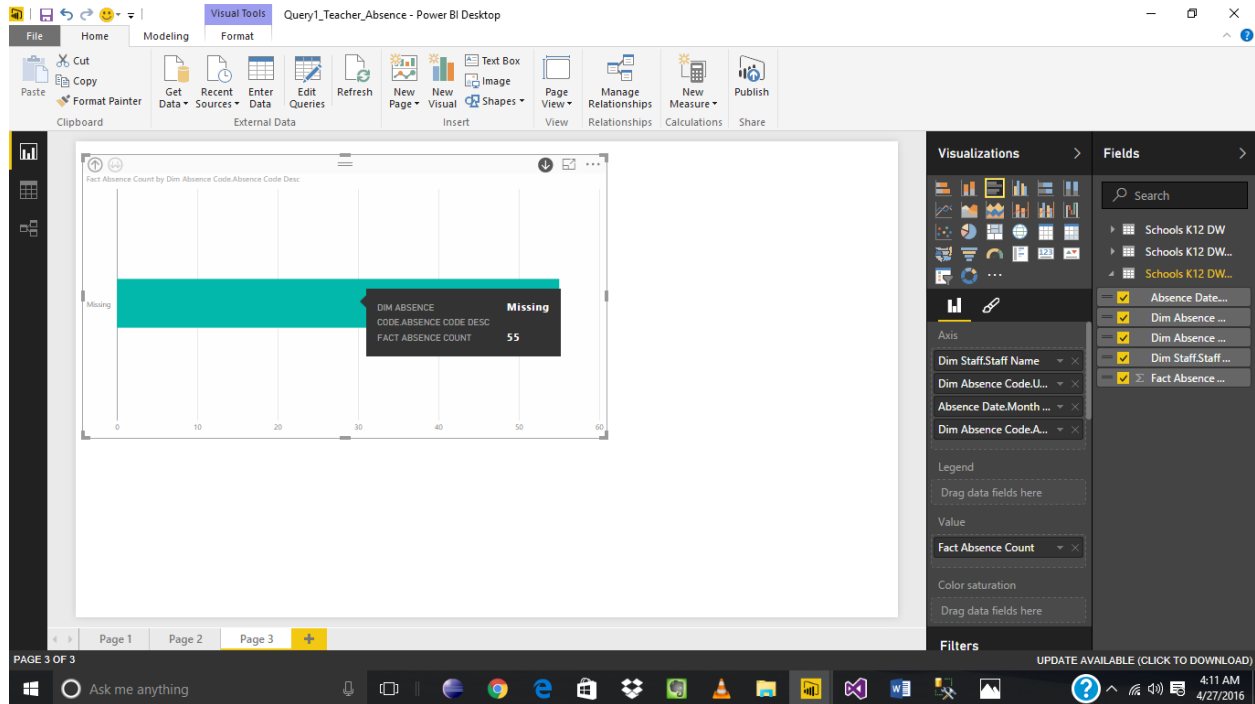 Visual Tools
Query1_Teacher_Absence - Power BI Desktop
File
Home
Modeling
Format
Paste
Cut
Copy
Format Painter
Get Data
Recent Sources
Enter Data
Edit Queries
Refresh
New Page
New Visual
Text Box
Image
Shapes
Page View
Manage Relationships
New Measure
Publish
Clipboard
External Data
Insert
View
Relationships
Calculations
Share
Fact Absence Count by Dim Absence Code.Absence Code Desc
Missing
DIM ABSENCE Missing
CODE.ABSENCE CODE DESC
FACT ABSENCE COUNT 55
0 10 20 30 40 50 60
Visualizations
123
Axis
Dim Staff.Staff Name
Dim Absence Code.U...
Absence Date.Month ...
Dim Absence Code.A...
Legend
Drag data fields here
Value
Fact Absence Count
Color saturation
Drag data fields here
Filters
Fields
Search
Schools K12 DW
Schools K12 DW...
Schools K12 DW...
Absence Date....
Dim Absence ...
Dim Absence ...
Dim Staff.Staff ...
Σ Fact Absence ...
Page 1
Page 2
Page 3
PAGE 3 OF 3
UPDATE AVAILABLE (CLICK TO DOWNLOAD)
Ask me anything
4:11 AM
4/27/2016